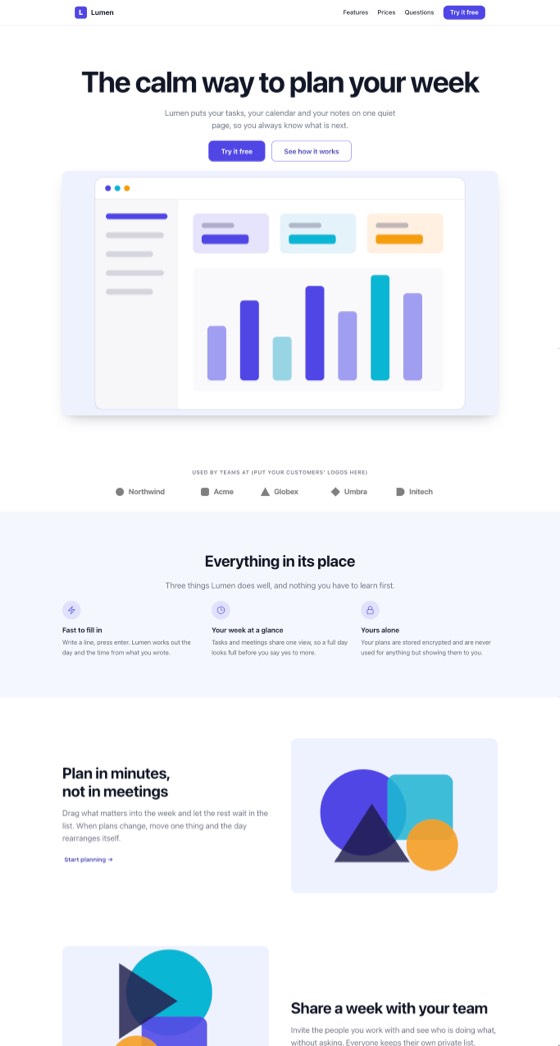 L Lumen
Features Prices Questions Try it free
The calm way to plan your week
Lumen puts your tasks, your calendar and your notes on one quiet
page, so you always know what is next.
Try it free See how it works
USED BY TEAMS AT (PUT YOUR CUSTOMERS' LOGOS HERE)
Northwind Acme Globex Umbra Initech
Everything in its place
Three things Lumen does well, and nothing you have to learn first.
Fast to fill in
Write a line, press enter. Lumen works out the
day and the time from what you wrote.
Your week at a glance
Tasks and meetings share one view, so a full day
looks full before you say yes to more.
Yours alone
Your plans are stored encrypted and are never
used for anything but showing them to you.
Plan in minutes,
not in meetings
Drag what matters into the week and let the rest wait in the
list. When plans change, move one thing and the day
rearranges itself.
Start planning →
Share a week with your team
Invite the people you work with and see who is doing what,
without asking. Everyone keeps their own private list.